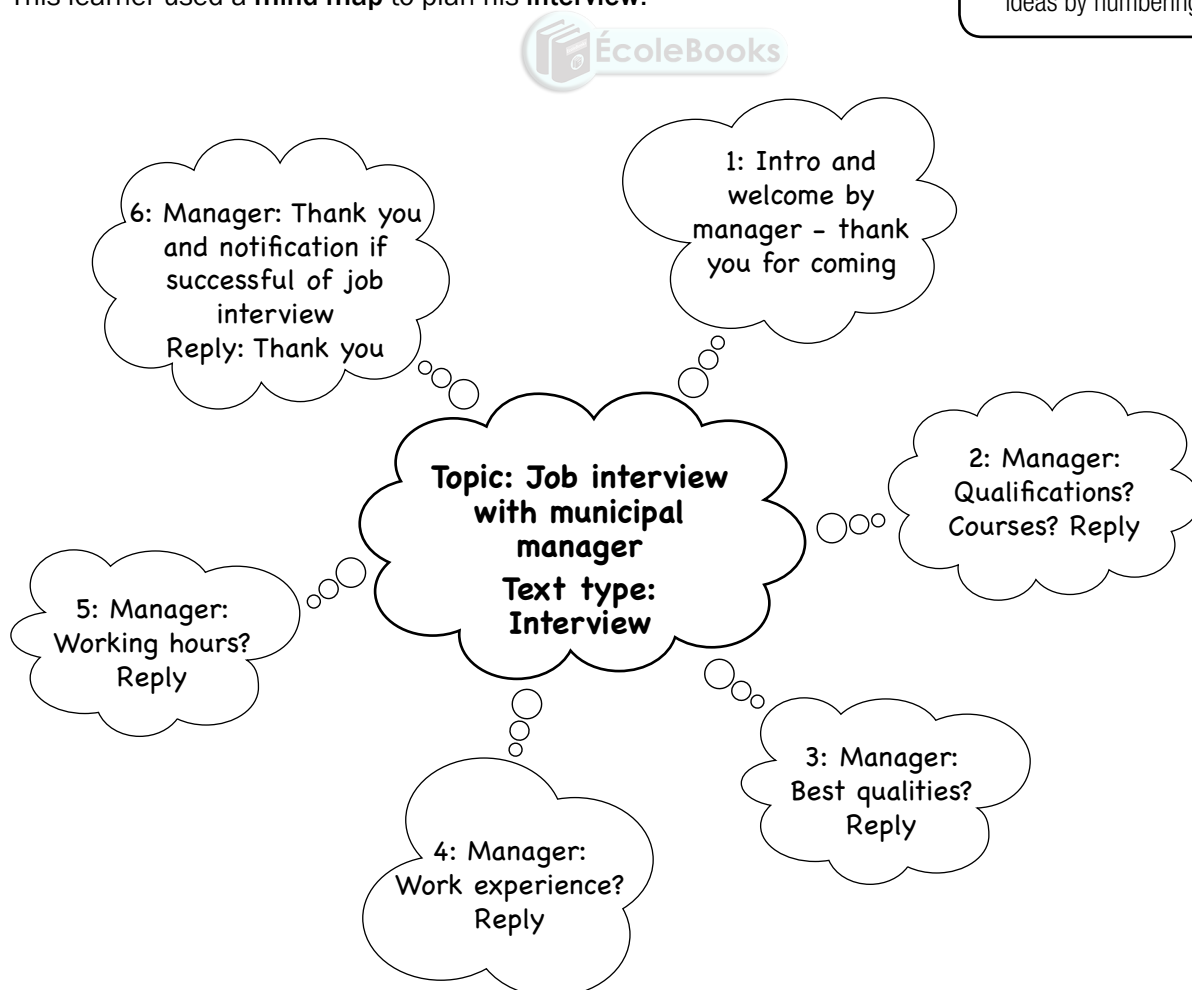 This learner used a mind map to plan his interview.
ideas by numbering
ÉcoleBooks
1: Intro and
welcome by
manager – thank
you for coming
2: Manager:
Qualifications?
Courses? Reply
3: Manager:
Best qualities?
Reply
4: Manager:
Work experience?
Reply
5: Manager:
Working hours?
Reply
6: Manager: Thank you
and notification if
successful of job
interview
Reply: Thank you
Topic: Job interview
with municipal
manager
Text type:
Interview